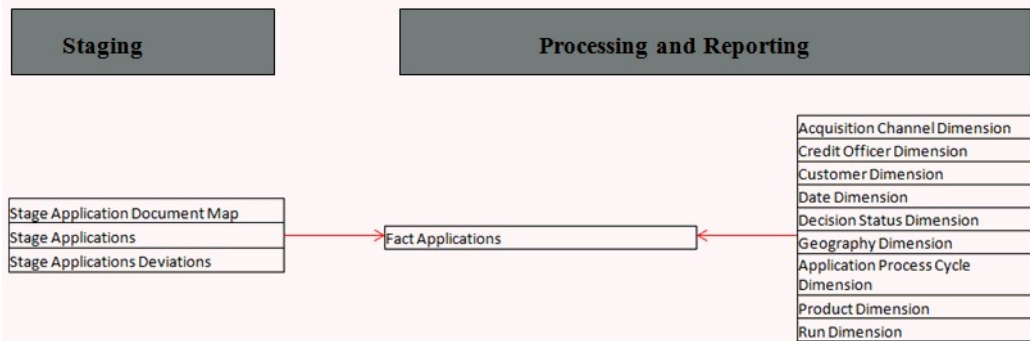 Staging
Processing and Reporting
Stage Application Document Map
Stage Applications
Stage Applications Deviations
Fact Applications
Acquisition Channel Dimension
Credit Officer Dimension
Customer Dimension
Date Dimension
Decision Status Dimension
Geography Dimension
Application Process Cycle
Dimension
Product Dimension
Run Dimension